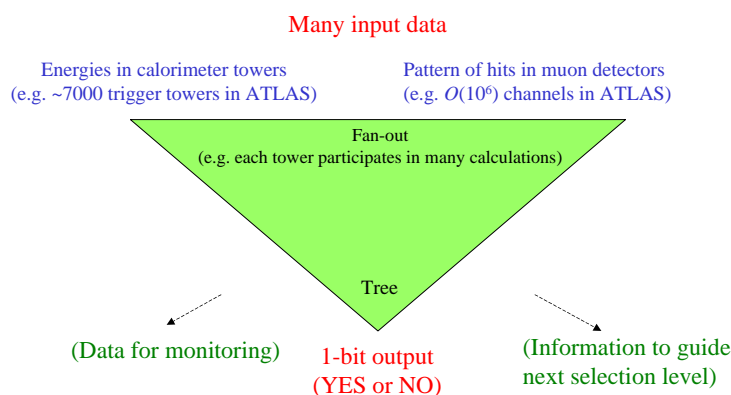 Many input data
Energies in calorimeter towers
(e.g. ~7000 trigger towers in ATLAS)
Pattern of hits in muon detectors
(e.g. O(10⁶) channels in ATLAS)
Fan-out
(e.g. each tower participates in many calculations)
Tree
(Data for monitoring)
1-bit output
(YES or NO)
(Information to guide
next selection level)